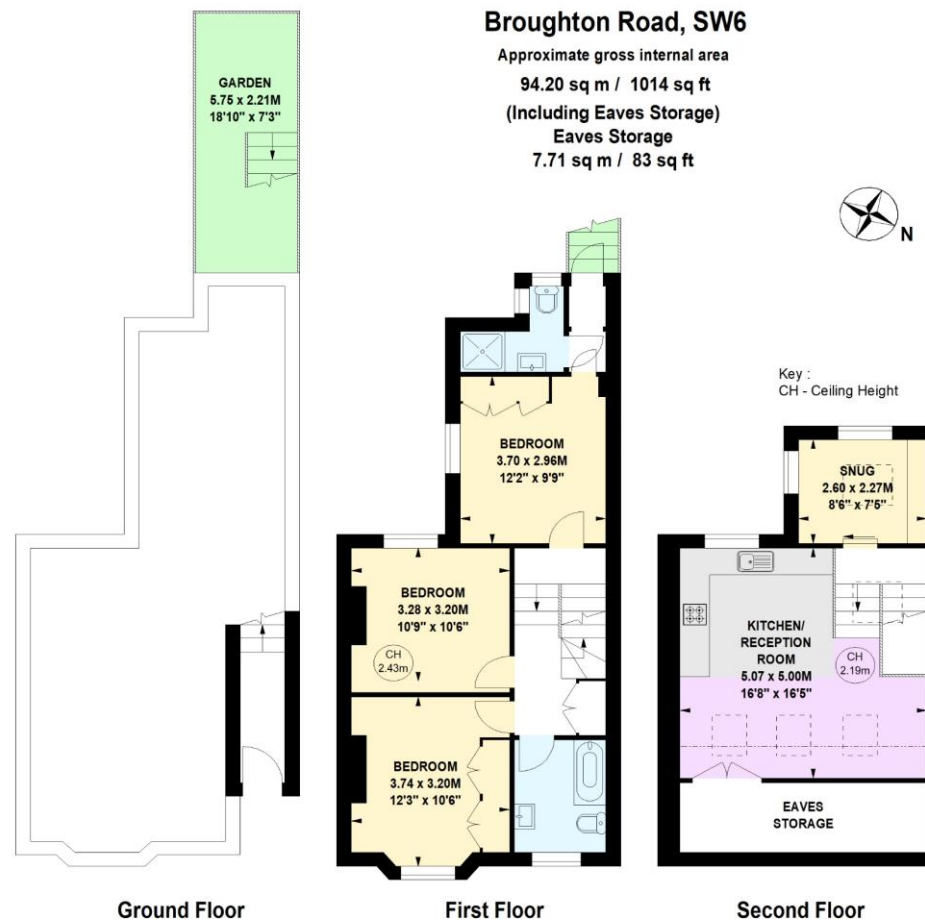 Broughton Road, SW6
Approximate gross internal area
94.20 sq m / 1014 sq ft
(Including Eaves Storage)
Eaves Storage
7.71 sq m / 83 sq ft
N
GARDEN
5.75 x 2.21M
18'10" x 7'3"
Key :
CH - Ceiling Height
BEDROOM
3.70 x 2.96M
12'2" x 9'9"
BEDROOM
3.28 x 3.20M
10'9" x 10'6"
CH
2.43m
BEDROOM
3.74 x 3.20M
12'3" x 10'6"
SNUG
2.60 x 2.27M
8'6" x 7'5"
KITCHEN/
RECEPTION
ROOM
5.07 x 5.00M
16'8" x 16'5"
CH
2.19m
EAVES
STORAGE
Ground Floor
First Floor
Second Floor